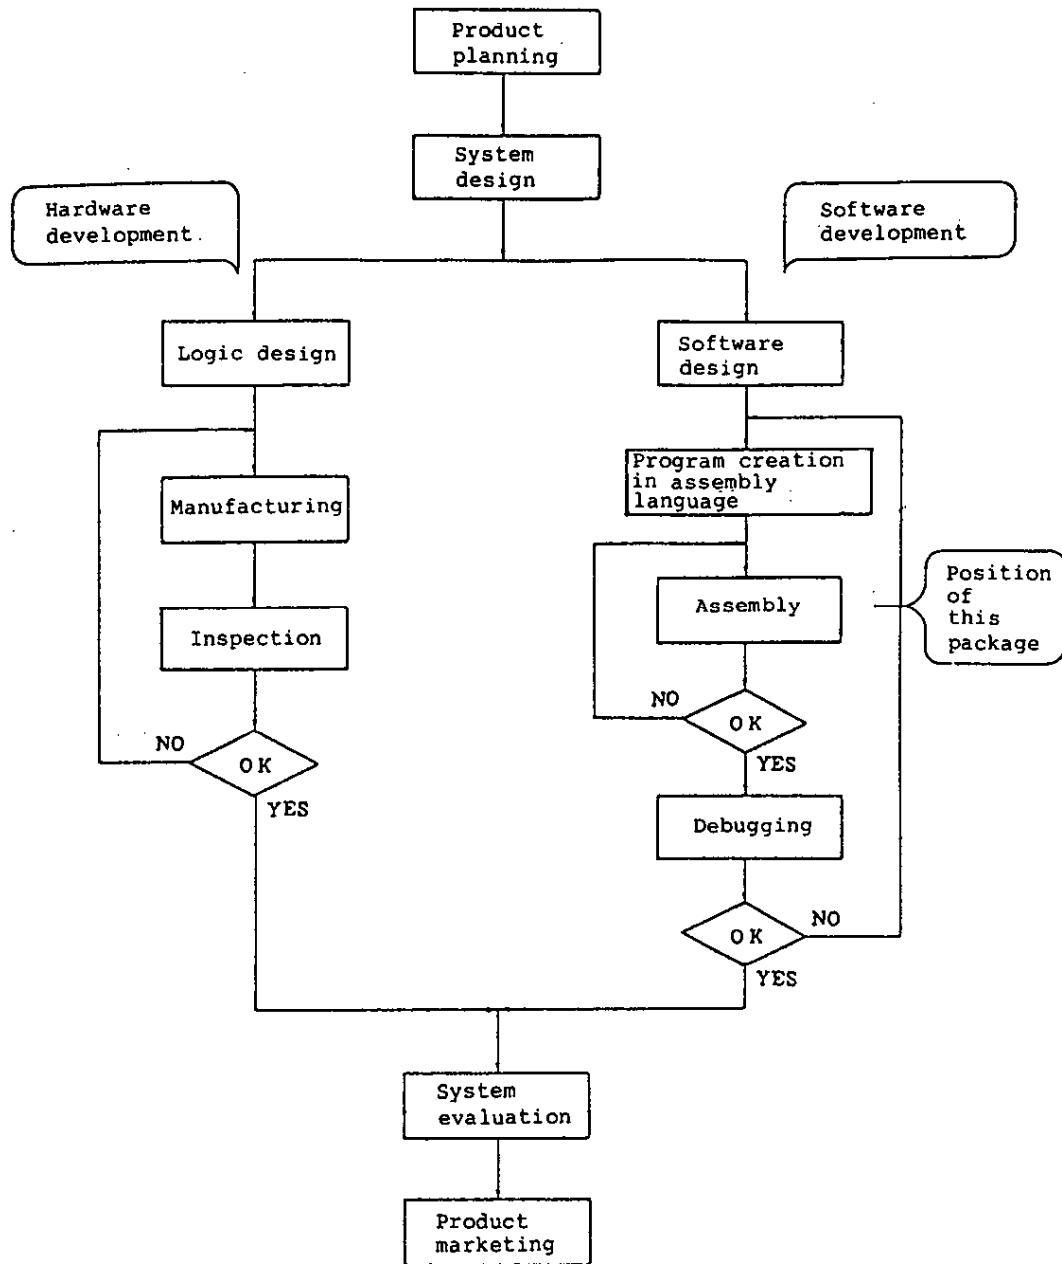 Product
planning
System
design
Hardware
development.
Software
development
Logic design
Software
design
Program creation
in assembly
language
Manufacturing
Assembly
Position
of
this
package
Inspection
NO
OK
YES
NO
OK
YES
Debugging
OK
NO
YES
System
evaluation
Product
marketing